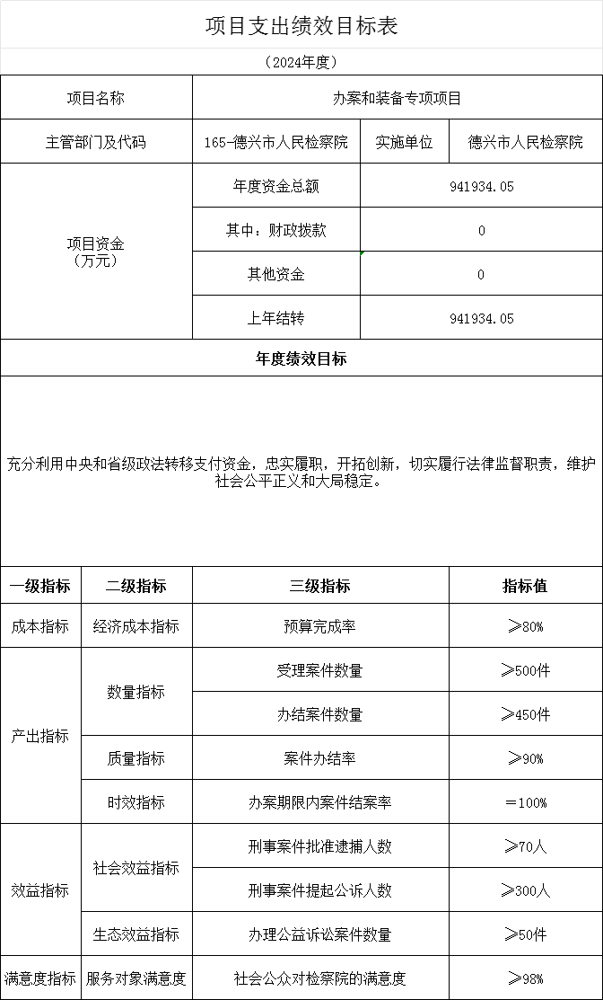 项目支出绩效目标表
（2024年度）
项目名称 办案和装备专项项目
主管部门及代码 165-德兴市人民检察院 实施单位 德兴市人民检察院
项目资金
（万元）
年度资金总额 941934.05
其中：财政拨款 0
其他资金 0
上年结转 941934.05
年度绩效目标
充分利用中央和省级政法转移支付资金，忠实履职，开拓创新，切实履行法律监督职责，维护
社会公平正义和大局稳定。
一级指标 二级指标 三级指标 指标值
成本指标 经济成本指标 预算完成率 ≥80%
产出指标 数量指标 受理案件数量 ≥500件
办结案件数量 ≥450件
质量指标 案件办结率 ≥90%
时效指标 办案期限内案件结案率 ＝100%
效益指标 社会效益指标 刑事案件批准逮捕人数 ≥70人
刑事案件提起公诉人数 ≥300人
生态效益指标 办理公益诉讼案件数量 ≥50件
满意度指标 服务对象满意度 社会公众对检察院的满意度 ≥98%